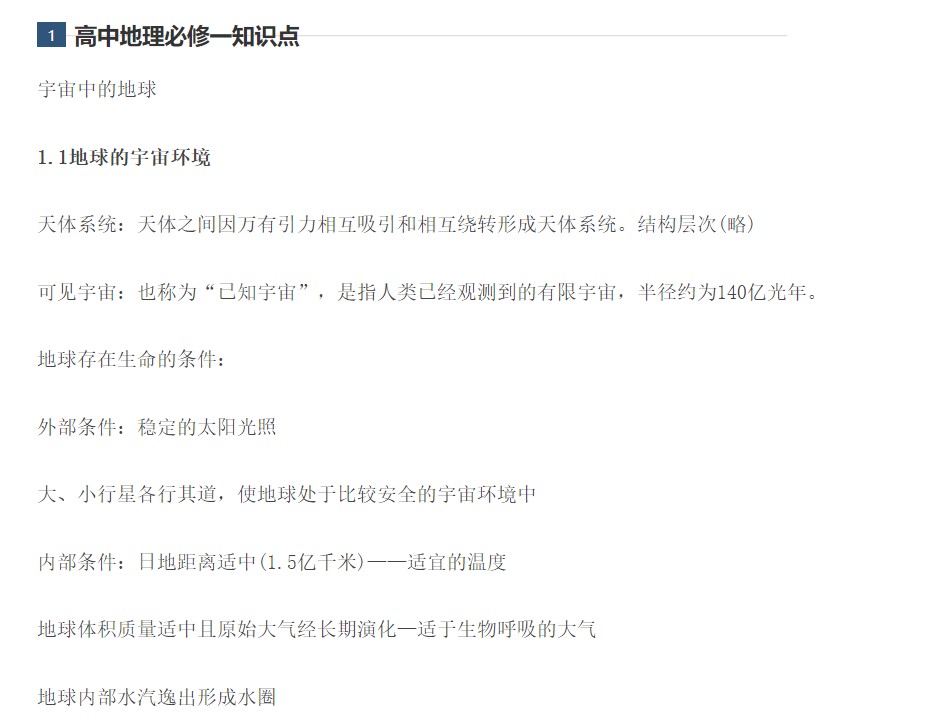 1 高中地理必修一知识点
宇宙中的地球
1.1地球的宇宙环境
天体系统：天体之间因万有引力相互吸引和相互绕转形成天体系统。结构层次(略)
可见宇宙：也称为“已知宇宙”，是指人类已经观测到的有限宇宙，半径约为140亿光年。
地球存在生命的条件：
外部条件：稳定的太阳光照
大、小行星各行其道，使地球处于比较安全的宇宙环境中
内部条件：日地距离适中(1.5亿千米)——适宜的温度
地球体积质量适中且原始大气经长期演化—适于生物呼吸的大气
地球内部水汽逸出形成水圈